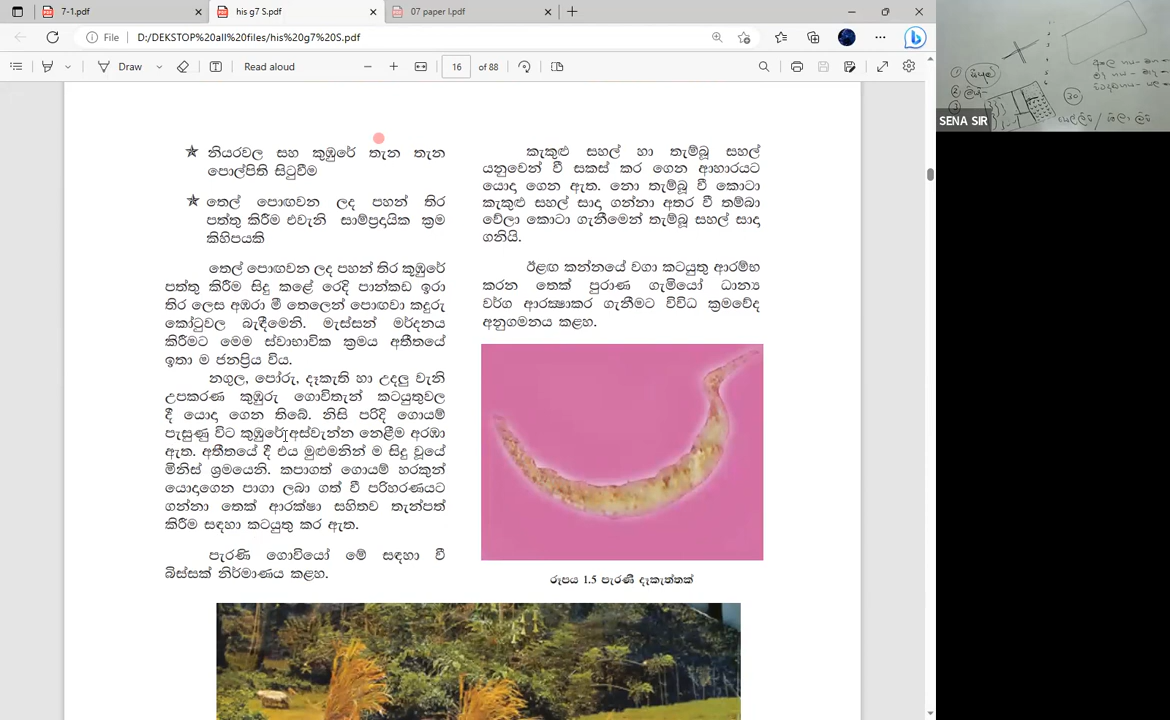 7-1.pdf
his g7 S.pdf
07 paper I.pdf
File
D:/DEKSTOP%20all%20files/his%20g7%20S.pdf
Draw
Read aloud
16
of 88
SENA SIR
නියරවල සහ කුඹුරේ තැන තැන
පොල්පිති සිටුවීම
තෙල් පොඟවන ලද පහන් තිර
පත්තු කිරීම එවැනි සාම්ප්‍රදායික ක්‍රම
කිහිපයකි
තෙල් පොඟවන ලද පහන් තිර කුඹුරේ
පත්තු කිරීම සිදු කළේ රෙදි පාන්කඩ ඉරා
තිර ලෙස අඹරා මී තෙලෙන් පොඟවා කදුරු
කෝටුවල බැඳීමෙනි. මැස්සන් මර්දනය
කිරීමට මෙම ස්වාභාවික ක්‍රමය අතීතයේ
ඉතා ම ජනප්‍රිය විය.
නගුල, පෝරු, දෑකැති හා උදලු වැනි
උපකරණ කුඹුරු ගොවිතැන් කටයුතුවල
දී යොදා ගෙන තිබේ. නිසි පරිදි ගොයම්
පැසුණු විට කුඹුරේ අස්වැන්න නෙළීම අරඹා
ඇත. අතීතයේ දී එය මුළුමනින් ම සිදු වූයේ
මිනිස් ශ්‍රමයෙනි. කපාගත් ගොයම් හරකුන්
යොදාගෙන පාගා ලබා ගත් වී පරිහරණයට
ගන්නා තෙක් ආරක්ෂා සහිතව තැන්පත්
කිරීම සඳහා කටයුතු කර ඇත.
පැරණි ගොවියෝ මේ සඳහා වී
බිස්සක් නිර්මාණය කළහ.
කැකුළු සහල් හා තැම්බූ සහල්
යනුවෙන් වී සකස් කර ගෙන ආහාරයට
යොදා ගෙන ඇත. නො තැම්බූ වී කොටා
කැකුළු සහල් සාදා ගන්නා අතර වී තම්බා
වේලා කොටා ගැනීමෙන් තැම්බූ සහල් සාදා
ගනියි.
ඊළඟ කන්නයේ වගා කටයුතු ආරම්භ
කරන තෙක් පුරාණ ගැමියෝ ධාන්‍ය
වර්ග ආරක්‍ෂාකර ගැනීමට විවිධ ක්‍රමවේද
අනුගමනය කළහ.
රූපය 1.5 පැරණි දෑකැත්තක්